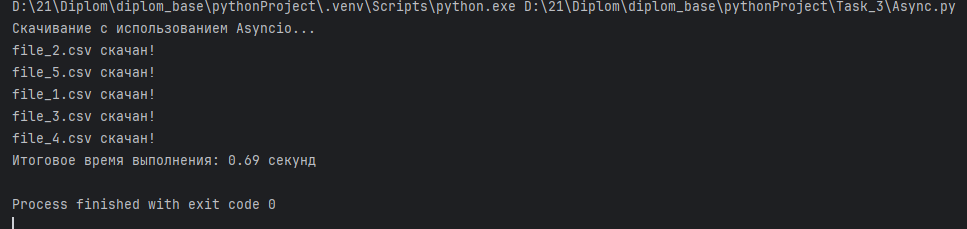 D:\21\Diplom\diplom_base\pythonProject\.venv\Scripts\python.exe D:\21\Diplom\diplom_base\pythonProject\Task_3\Async.py
Скачивание с использованием Asyncio...
file_2.csv скачан!
file_5.csv скачан!
file_1.csv скачан!
file_3.csv скачан!
file_4.csv скачан!
Итоговое время выполнения: 0.69 секунд
Process finished with exit code 0